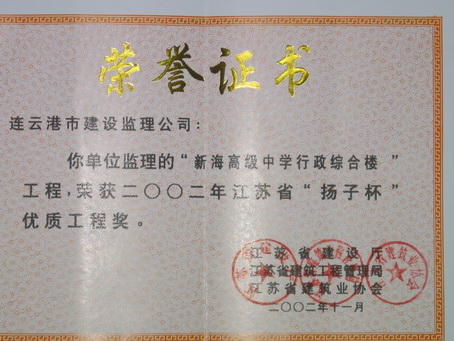 荣誉证书
连云港市建设监理公司：
你单位监理的“新海高级中学行政综合楼”
工程，荣获二〇〇二年江苏省“扬子杯”
优质工程奖。
江苏省建设厅
江苏省建筑工程管理局
江苏省建筑业协会
二〇〇二年十一月